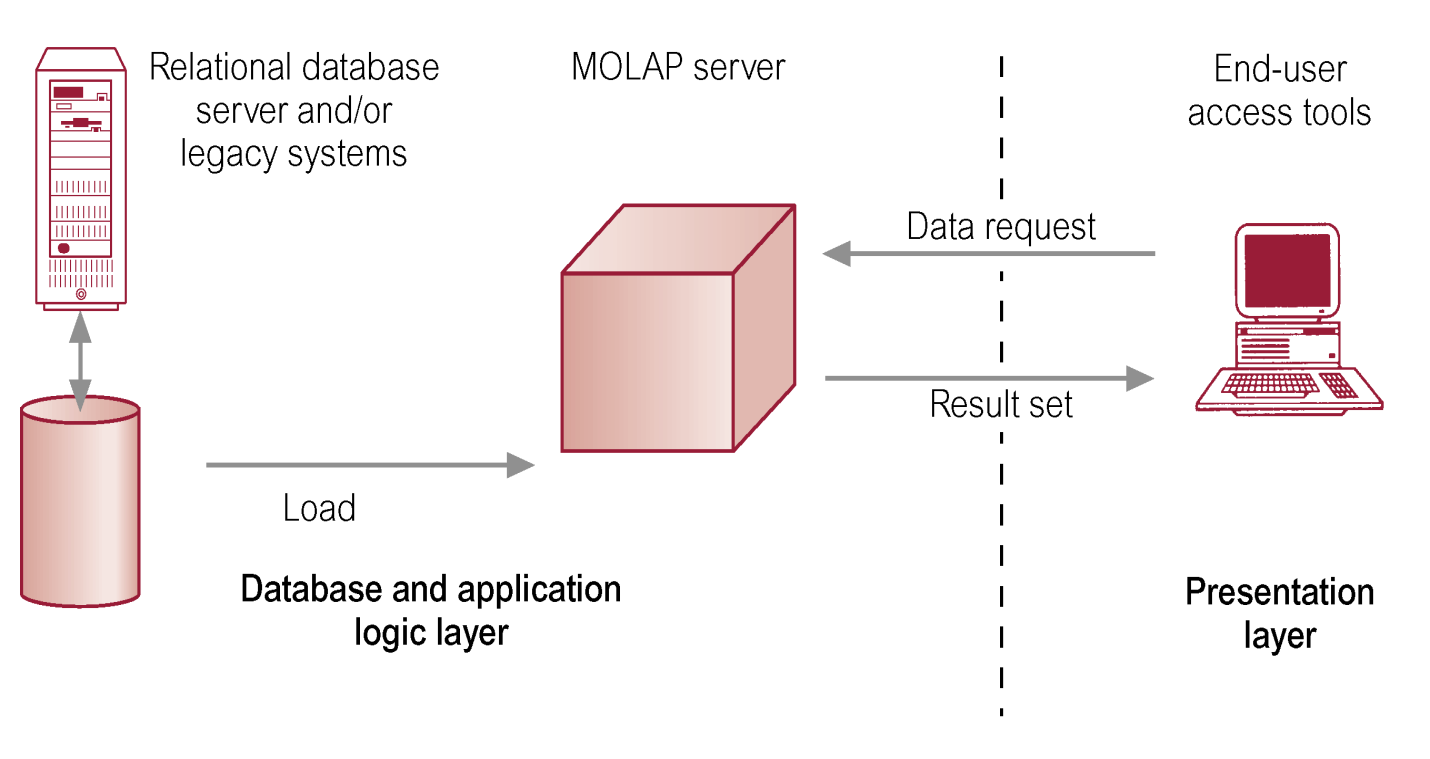 Relational database
server and/or
legacy systems
MOLAP server
End-user
access tools
Data request
Result set
Load
Database and application
logic layer
Presentation
layer